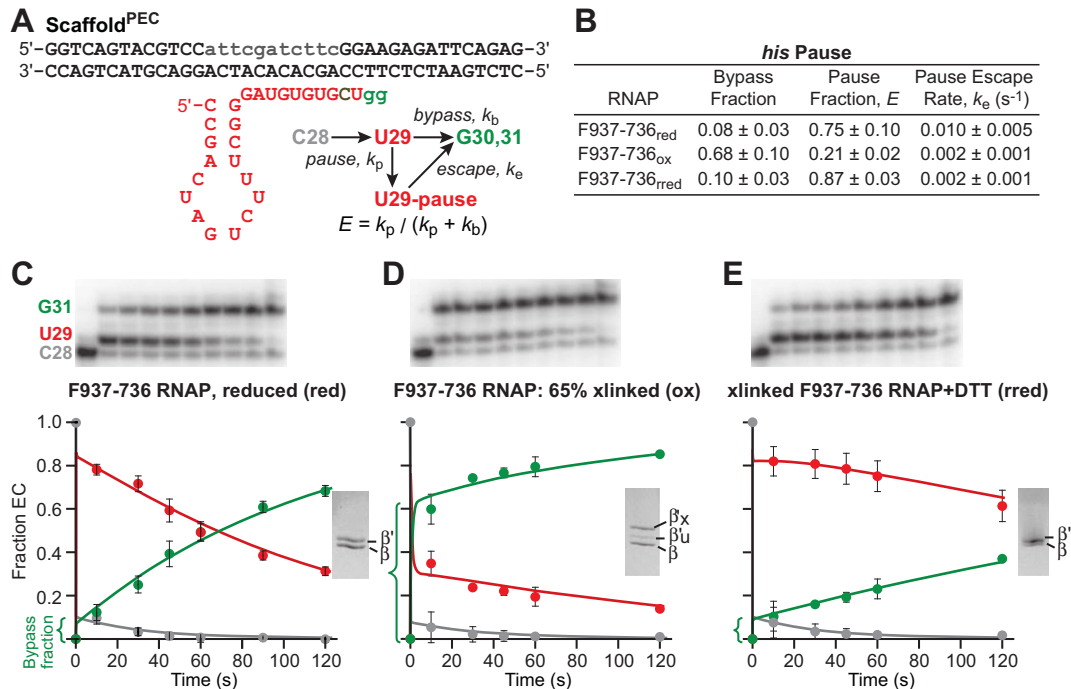 A
Scaffold^PEC
5'-GGTCAGTACGTCCattcgatcttcGGAAGAGATTCAGAG-3'
3'-CCAGTCATGCAGGACTACACACGACCTTCTCTAAGTCTC-5'
GAUGUGUGCUgg
5'-CCGACUAGUCUUUCGG
bypass, k_b
C28
U29
G30,31
pause, k_p
escape, k_e
U29-pause
E = k_p / (k_p + k_b)
B
his Pause
RNAP Bypass Fraction Pause Fraction, E Pause Escape Rate, k_e (s⁻¹)
F937-736_red 0.08 ± 0.03 0.75 ± 0.10 0.010 ± 0.005
F937-736_ox 0.68 ± 0.10 0.21 ± 0.02 0.002 ± 0.001
F937-736_rred 0.10 ± 0.03 0.87 ± 0.03 0.002 ± 0.001
C
G31
U29
C28
F937-736 RNAP, reduced (red)
1.0
0.8
0.6
0.4
0.2
0
Fraction EC
Bypass fraction
β'
β
0 20 40 60 80 100 120
Time (s)
D
F937-736 RNAP: 65% xlinked (ox)
β'x
β'u
β
0 20 40 60 80 100 120
Time (s)
E
xlinked F937-736 RNAP+DTT (rred)
β'
β
0 20 40 60 80 100 120
Time (s)